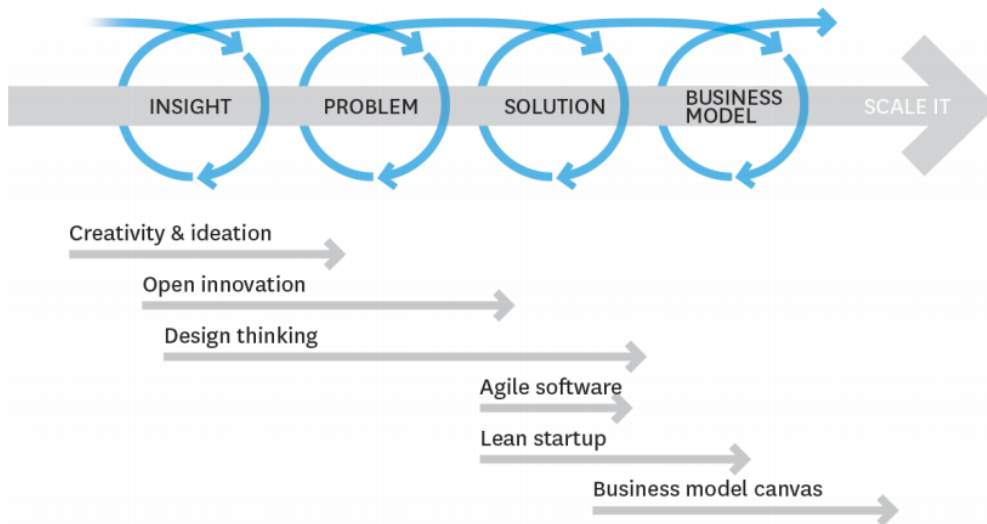 INSIGHT
PROBLEM
SOLUTION
BUSINESS
MODEL
SCALE IT
Creativity & ideation
Open innovation
Design thinking
Agile software
Lean startup
Business model canvas